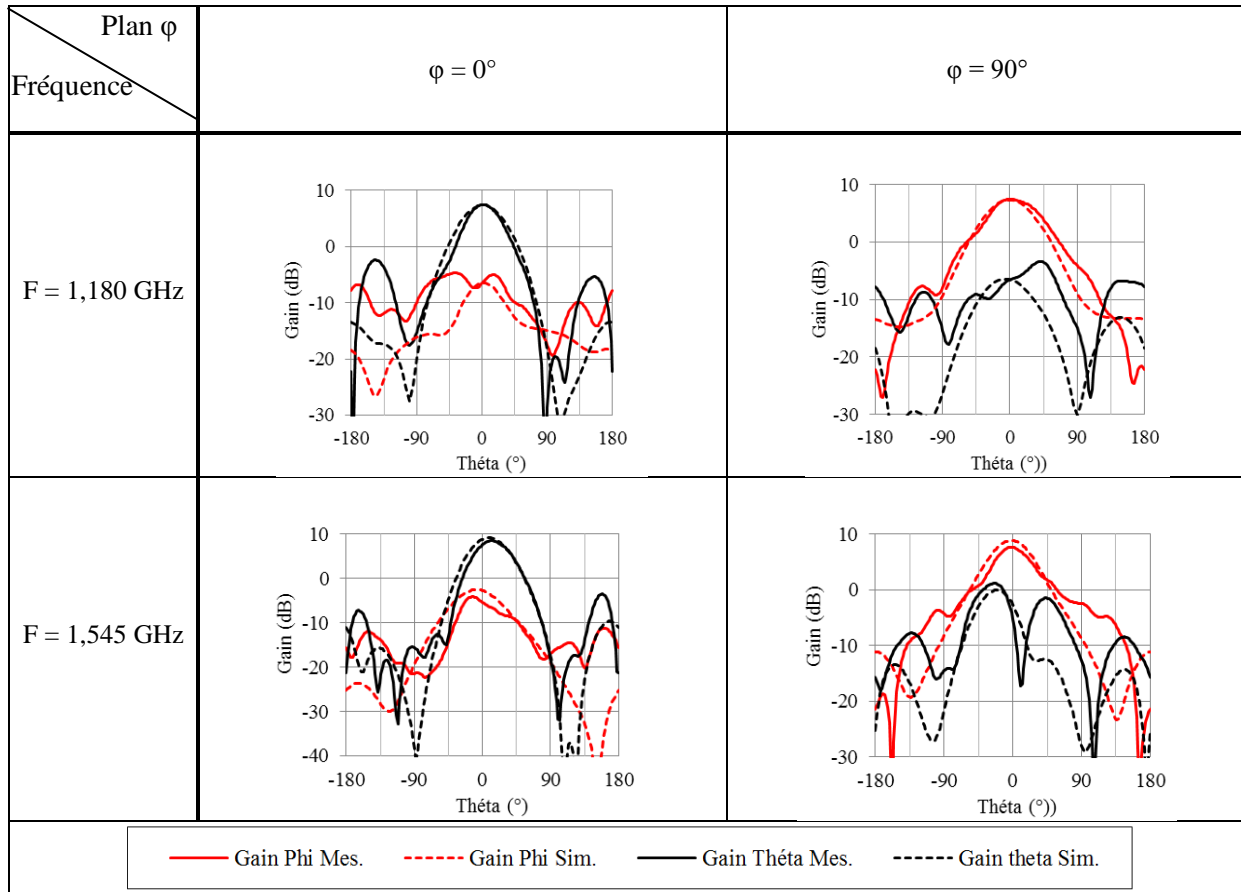 Plan φ
Fréquence
φ = 0°
φ = 90°
F = 1,180 GHz
10
0
-10
-20
-30
-180 -90 0 90 180
Gain (dB)
Théta (°)
10
0
-10
-20
-30
-180 -90 0 90 180
Gain (dB)
Théta (°))
F = 1,545 GHz
10
0
-10
-20
-30
-40
-180 -90 0 90 180
Gain (dB)
Théta (°)
10
0
-10
-20
-30
-180 -90 0 90 180
Gain (dB)
Théta (°))
Gain Phi Mes. Gain Phi Sim. Gain Théta Mes. Gain theta Sim.